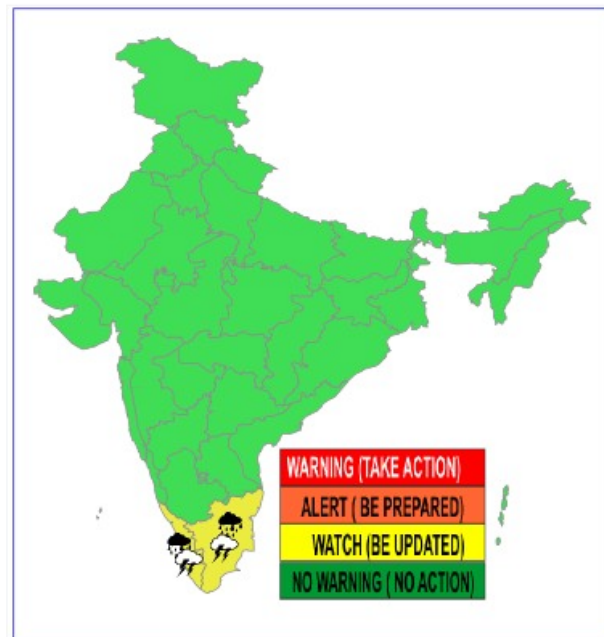 WARNING (TAKE ACTION)
ALERT ( BE PREPARED)
WATCH (BE UPDATED)
NO WARNING ( NO ACTION)